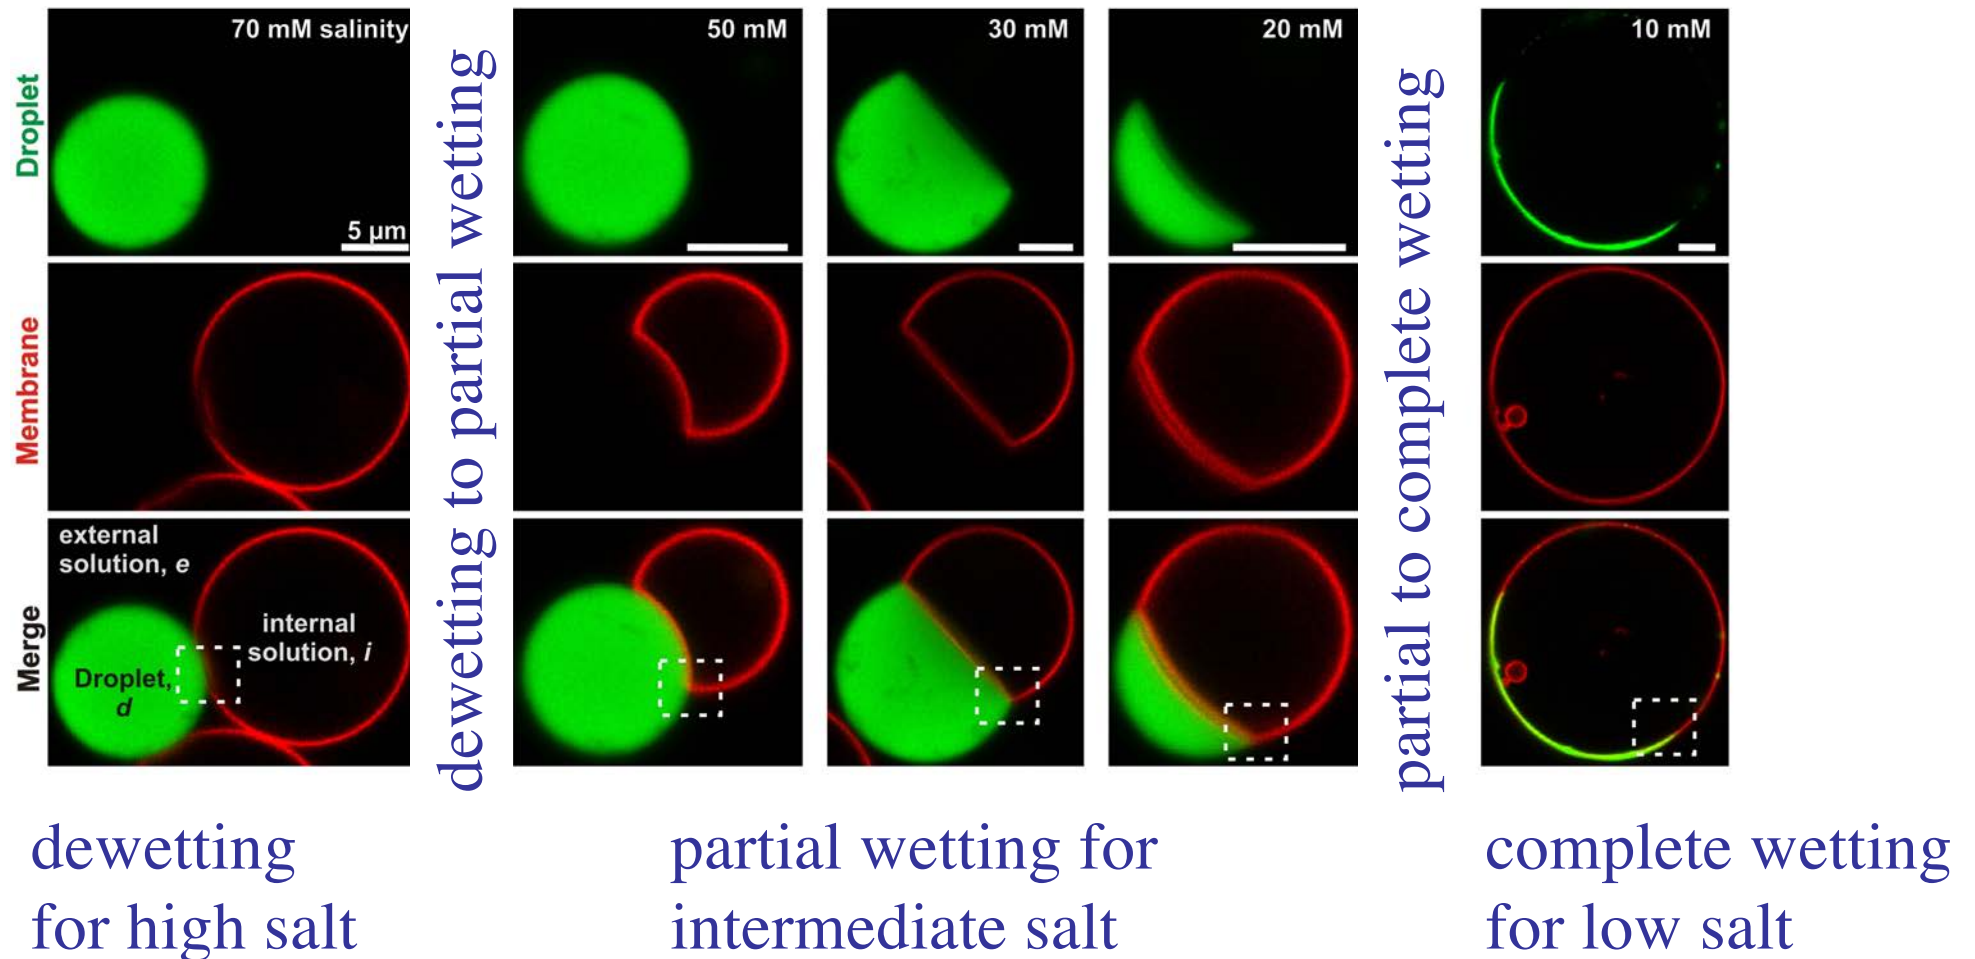 70 mM salinity
50 mM
30 mM
20 mM
10 mM
Droplet
5 µm
Membrane
Merge
external
solution, e
internal
solution, i
Droplet,
d
dewetting to partial wetting
partial to complete wetting
dewetting
for high salt
partial wetting for
intermediate salt
complete wetting
for low salt